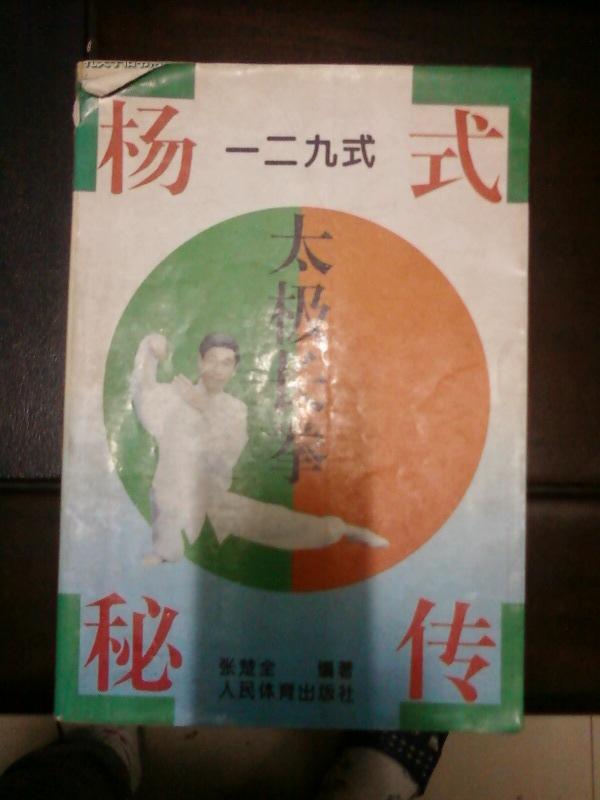 杨式
一二九式
太极长拳
秘传
张楚全 编著
人民体育出版社